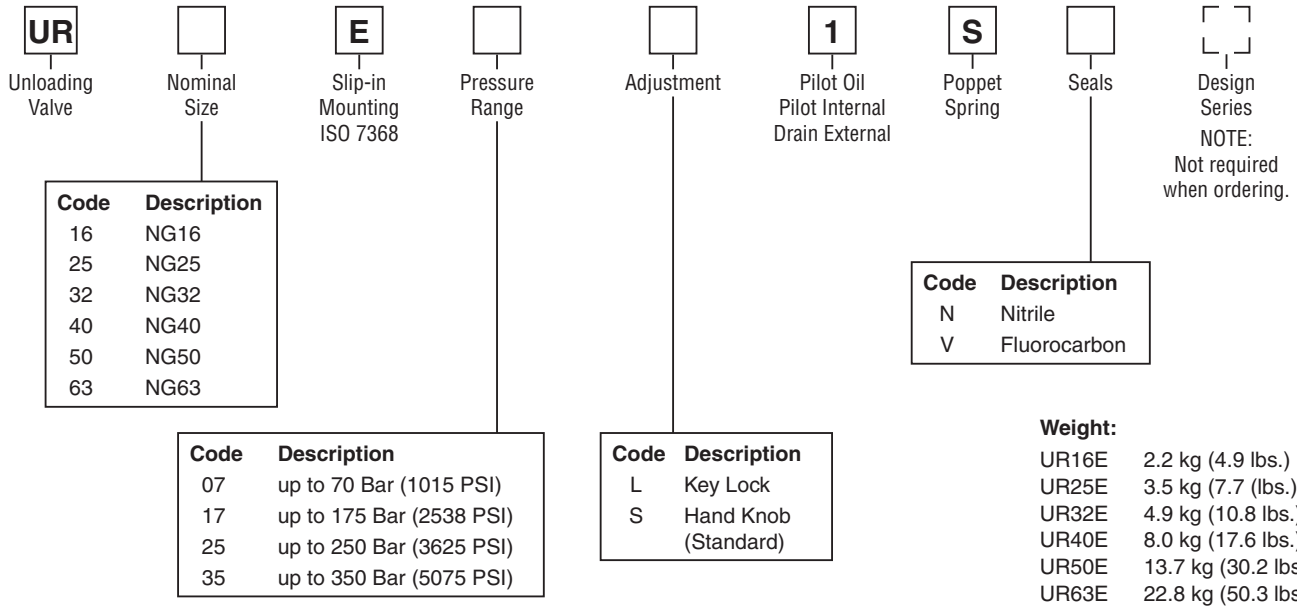 UR E 1 S
Unloading Valve
Nominal Size
Slip-in Mounting ISO 7368
Pressure Range
Adjustment
Pilot Oil Pilot Internal Drain External
Poppet Spring
Seals
Design Series
NOTE:
Not required
when ordering.
Code Description
16 NG16
25 NG25
32 NG32
40 NG40
50 NG50
63 NG63
Code Description
N Nitrile
V Fluorocarbon
Code Description
07 up to 70 Bar (1015 PSI)
17 up to 175 Bar (2538 PSI)
25 up to 250 Bar (3625 PSI)
35 up to 350 Bar (5075 PSI)
Code Description
L Key Lock
S Hand Knob
(Standard)
Weight:
UR16E 2.2 kg (4.9 lbs.)
UR25E 3.5 kg (7.7 (lbs.)
UR32E 4.9 kg (10.8 lbs.)
UR40E 8.0 kg (17.6 lbs.)
UR50E 13.7 kg (30.2 lbs
UR63E 22.8 kg (50.3 lbs